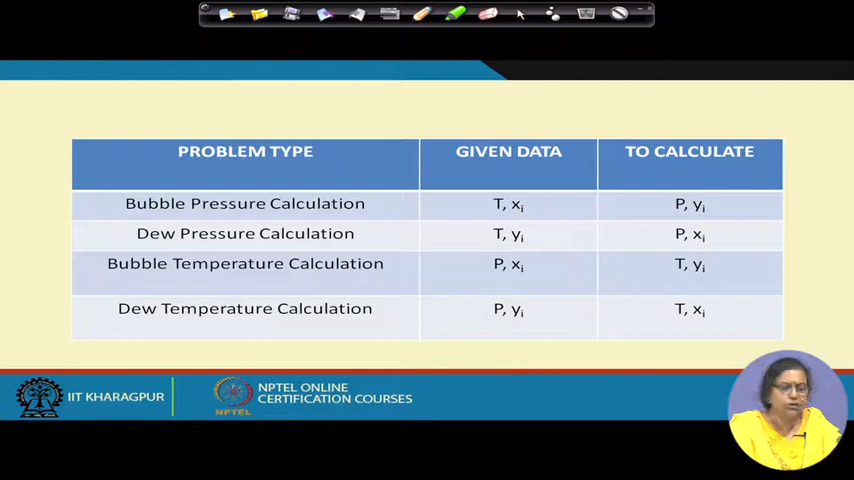 PROBLEM TYPE GIVEN DATA TO CALCULATE
Bubble Pressure Calculation T, xi P, yi
Dew Pressure Calculation T, yi P, xi
Bubble Temperature Calculation P, xi T, yi
Dew Temperature Calculation P, yi T, xi
IIT KHARAGPUR
NPTEL
NPTEL ONLINE
CERTIFICATION COURSES